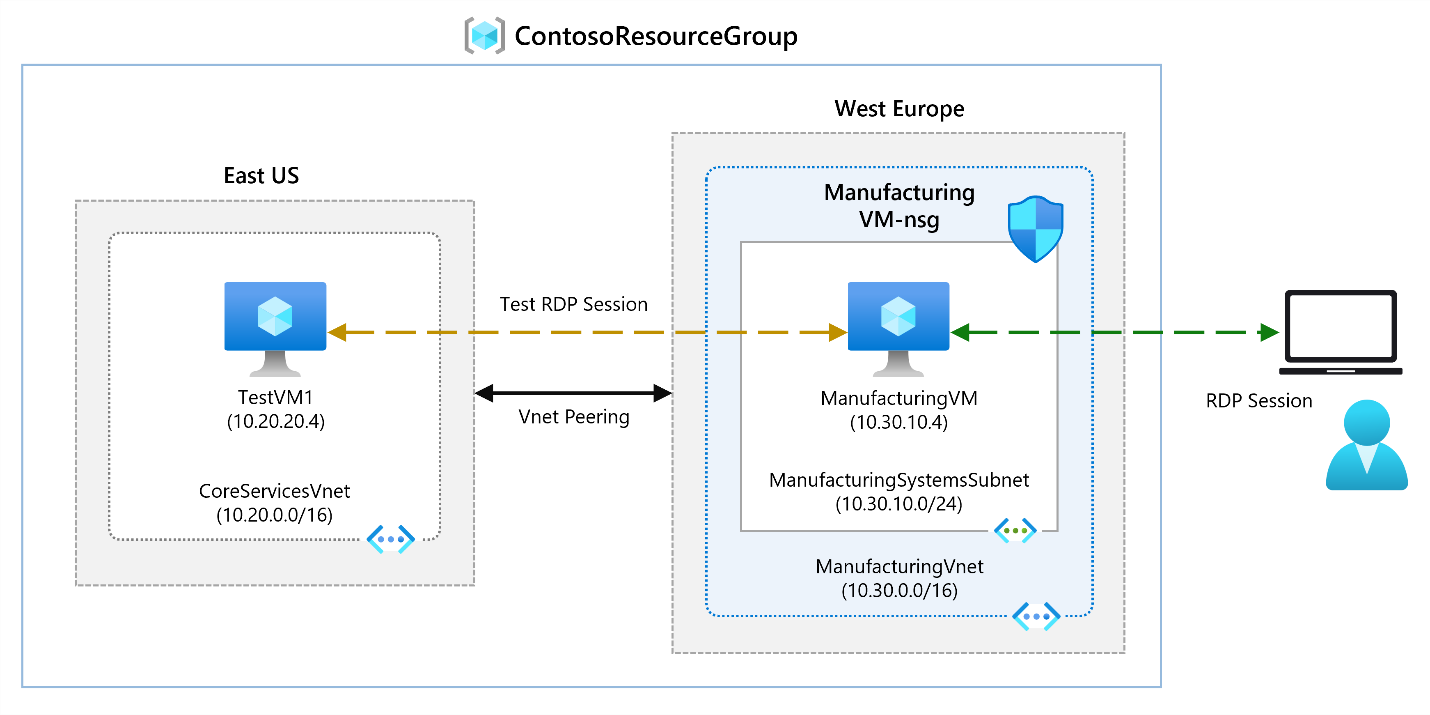 ContosoResourceGroup
West Europe
East US
Manufacturing
VM-nsg
Test RDP Session
TestVM1
(10.20.20.4)
Vnet Peering
ManufacturingVM
(10.30.10.4)
RDP Session
CoreServicesVnet
(10.20.0.0/16)
ManufacturingSystemsSubnet
(10.30.10.0/24)
ManufacturingVnet
(10.30.0.0/16)